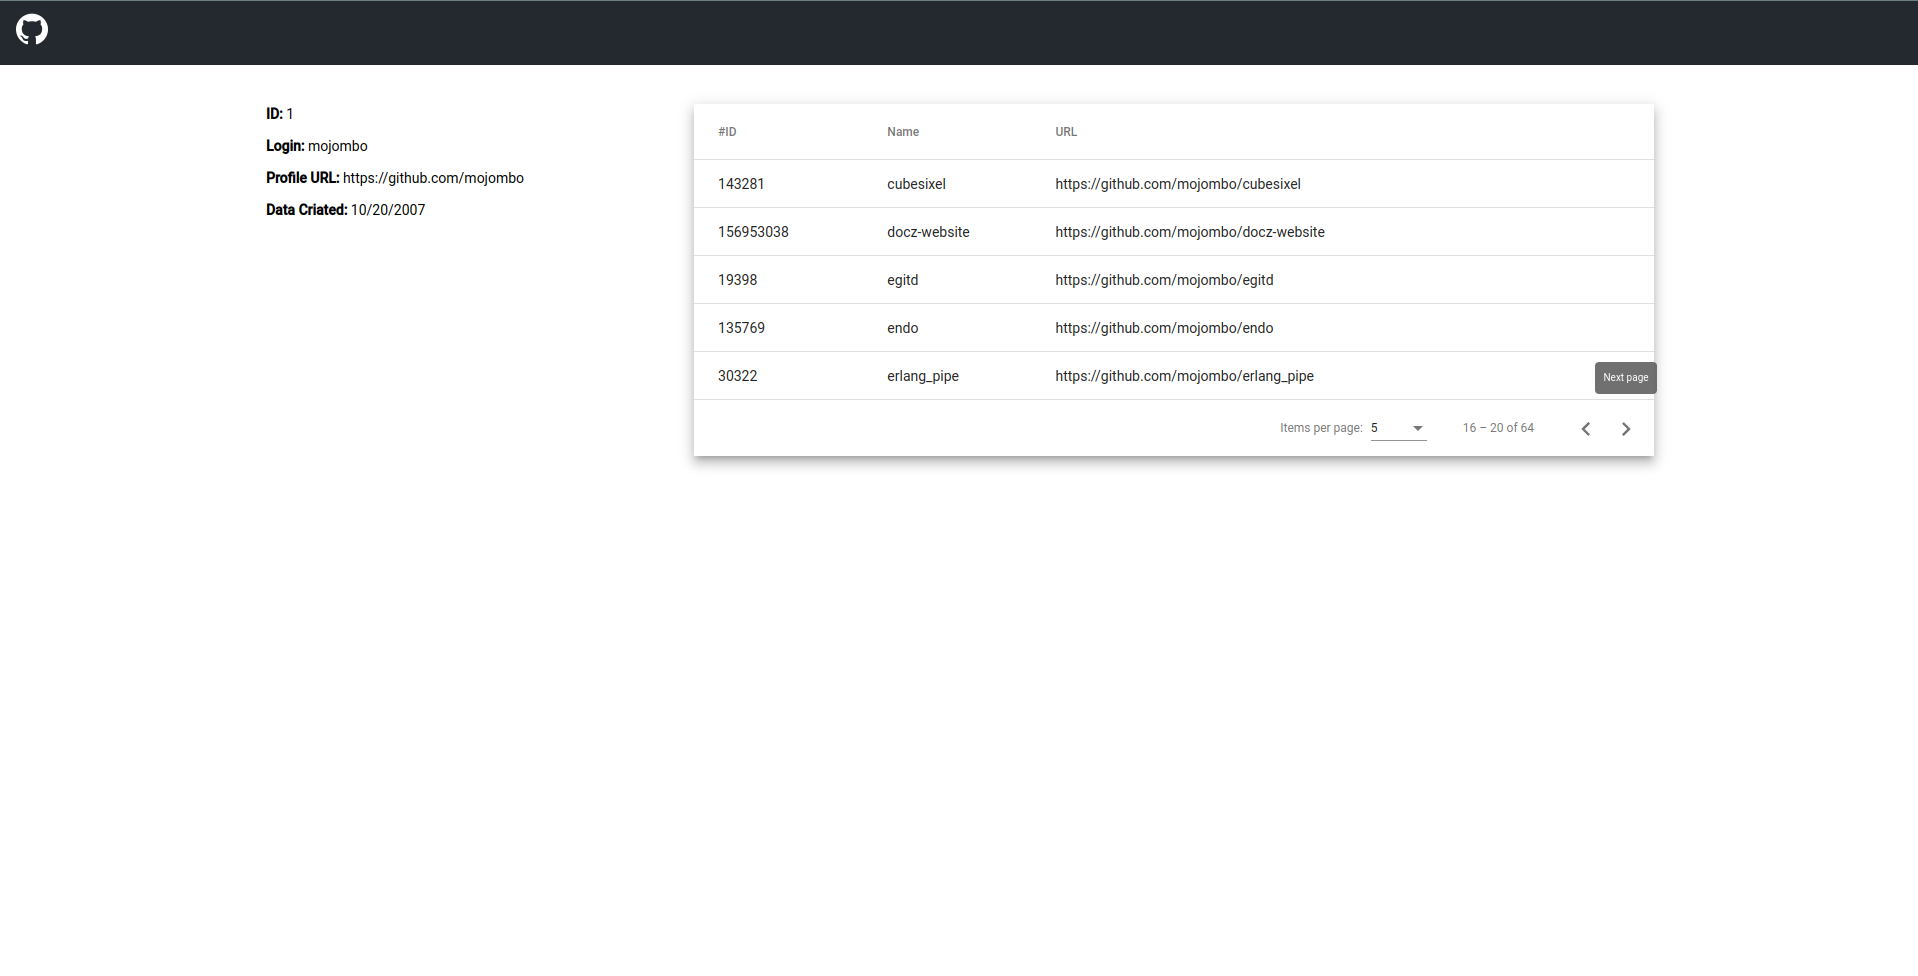 ID: 1
Login: mojombo
Profile URL: https://github.com/mojombo
Data Criated: 10/20/2007
#ID Name URL
143281 cubesixel https://github.com/mojombo/cubesixel
156953038 docz-website https://github.com/mojombo/docz-website
19398 egitd https://github.com/mojombo/egitd
135769 endo https://github.com/mojombo/endo
30322 erlang_pipe https://github.com/mojombo/erlang_pipe
Next page
Items per page: 5 16 – 20 of 64